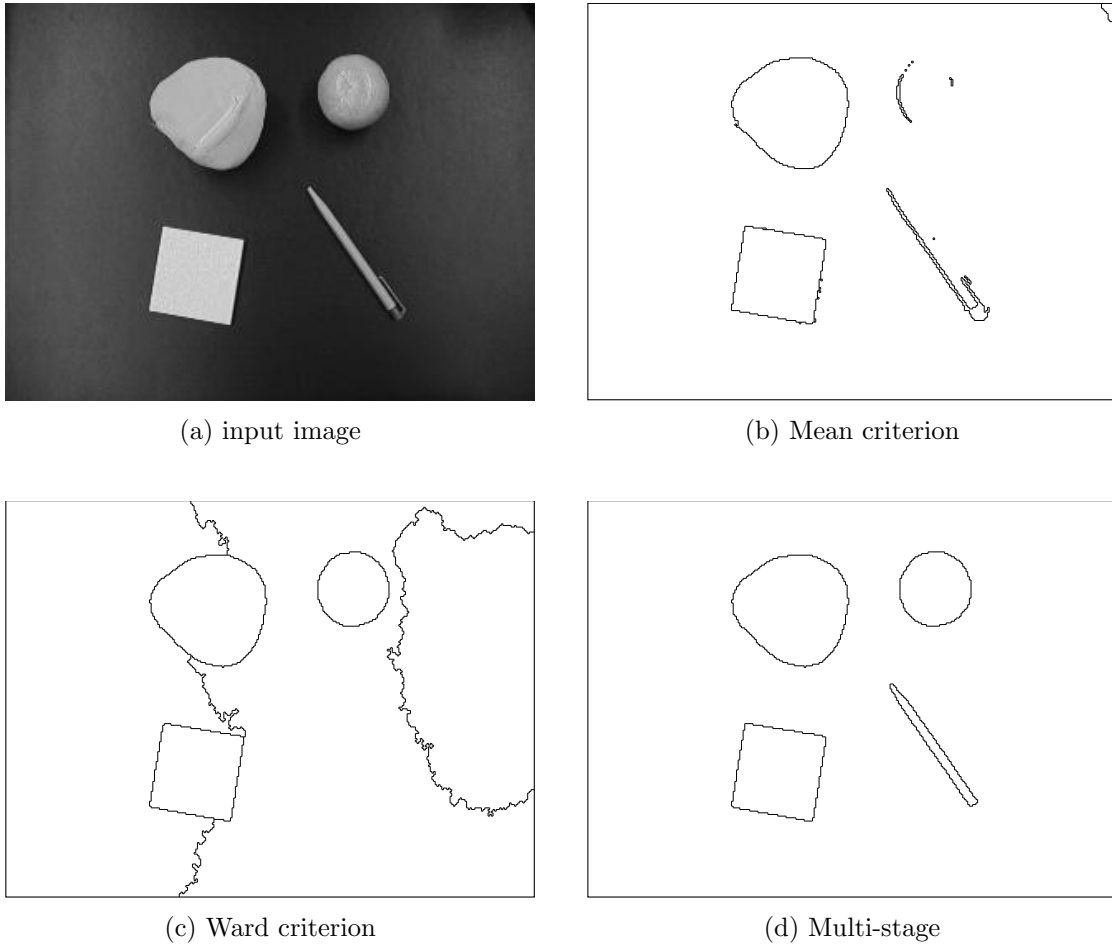 (a) input image
(b) Mean criterion
(c) Ward criterion
(d) Multi-stage